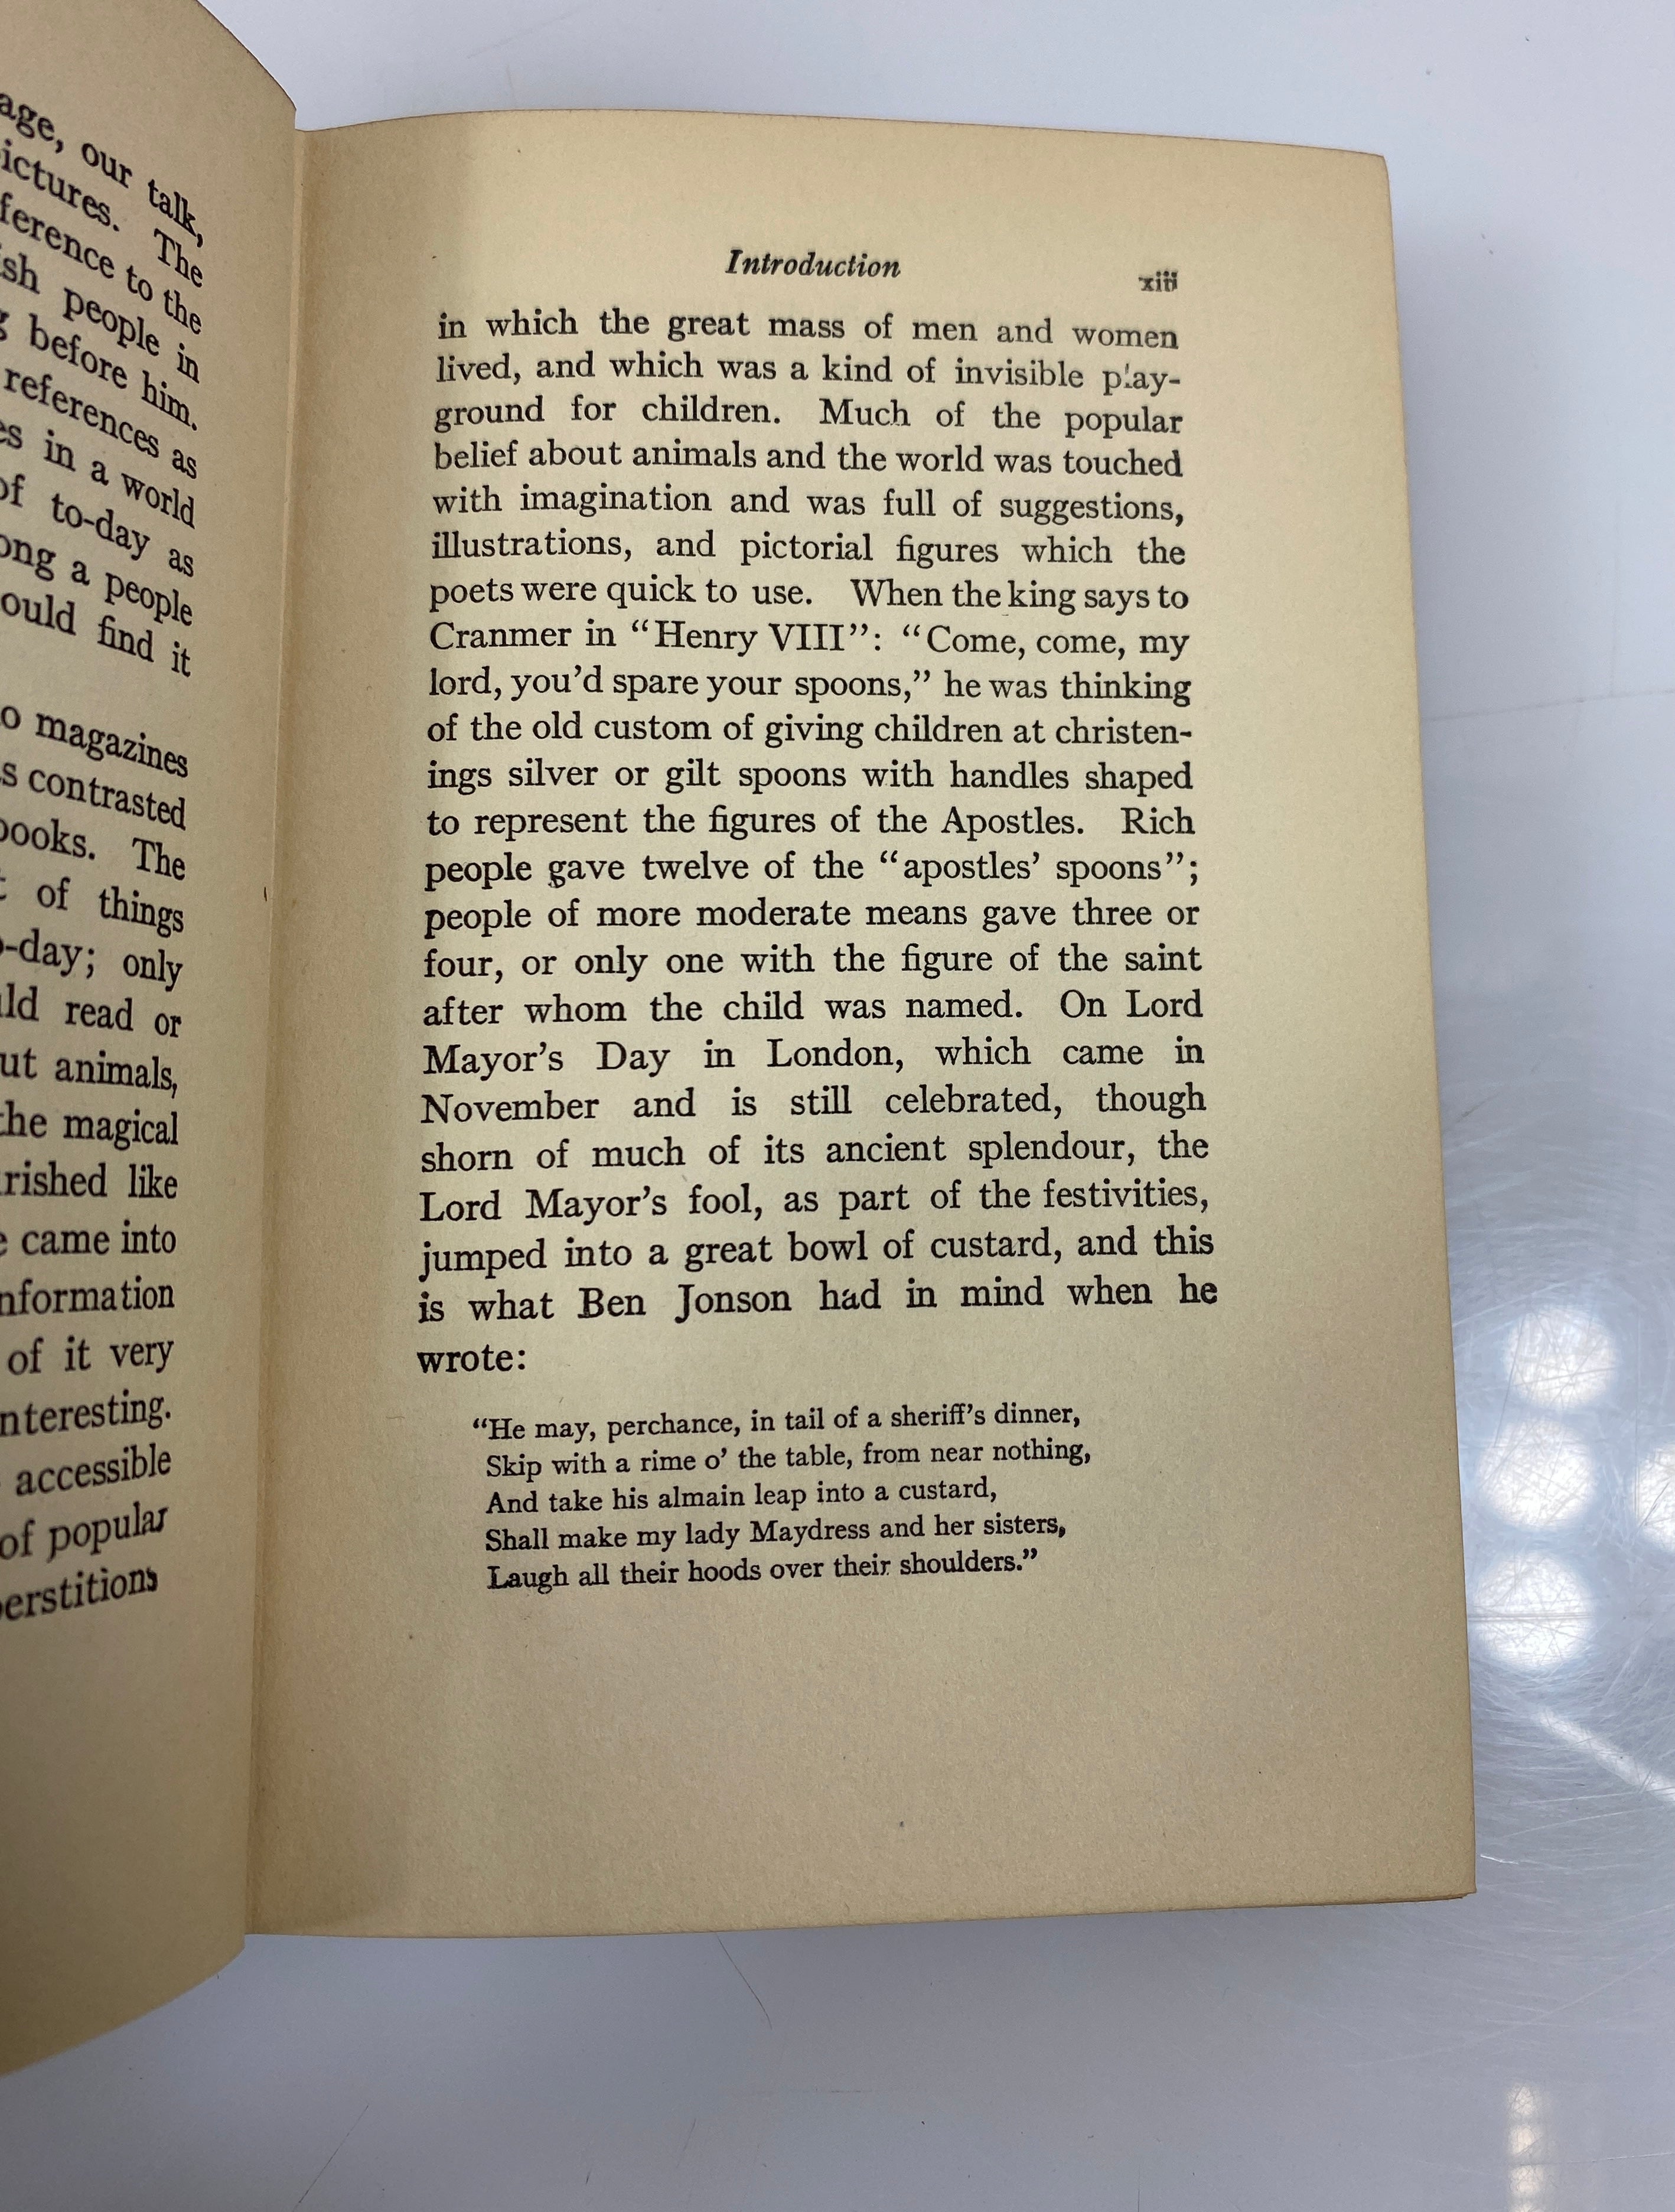 age, our talk,
ictures. The
ference to the
sh people in
g before him.
references as
es in a world
of to-day as
ong a people
ould find it
o magazines
s contrasted
books. The
t of things
o-day; only
ld read or
ut animals,
the magical
rished like
e came into
nformation
of it very
nteresting.
accessible
of popular
perstitions
Introduction
xiii
in which the great mass of men and women
lived, and which was a kind of invisible play-
ground for children. Much of the popular
belief about animals and the world was touched
with imagination and was full of suggestions,
illustrations, and pictorial figures which the
poets were quick to use. When the king says to
Cranmer in “Henry VIII”: “Come, come, my
lord, you’d spare your spoons,” he was thinking
of the old custom of giving children at christen-
ings silver or gilt spoons with handles shaped
to represent the figures of the Apostles. Rich
people gave twelve of the “apostles’ spoons”;
people of more moderate means gave three or
four, or only one with the figure of the saint
after whom the child was named. On Lord
Mayor’s Day in London, which came in
November and is still celebrated, though
shorn of much of its ancient splendour, the
Lord Mayor’s fool, as part of the festivities,
jumped into a great bowl of custard, and this
is what Ben Jonson had in mind when he
wrote:
“He may, perchance, in tail of a sheriff’s dinner,
Skip with a rime o’ the table, from near nothing,
And take his almain leap into a custard,
Shall make my lady Maydress and her sisters,
Laugh all their hoods over their shoulders.”